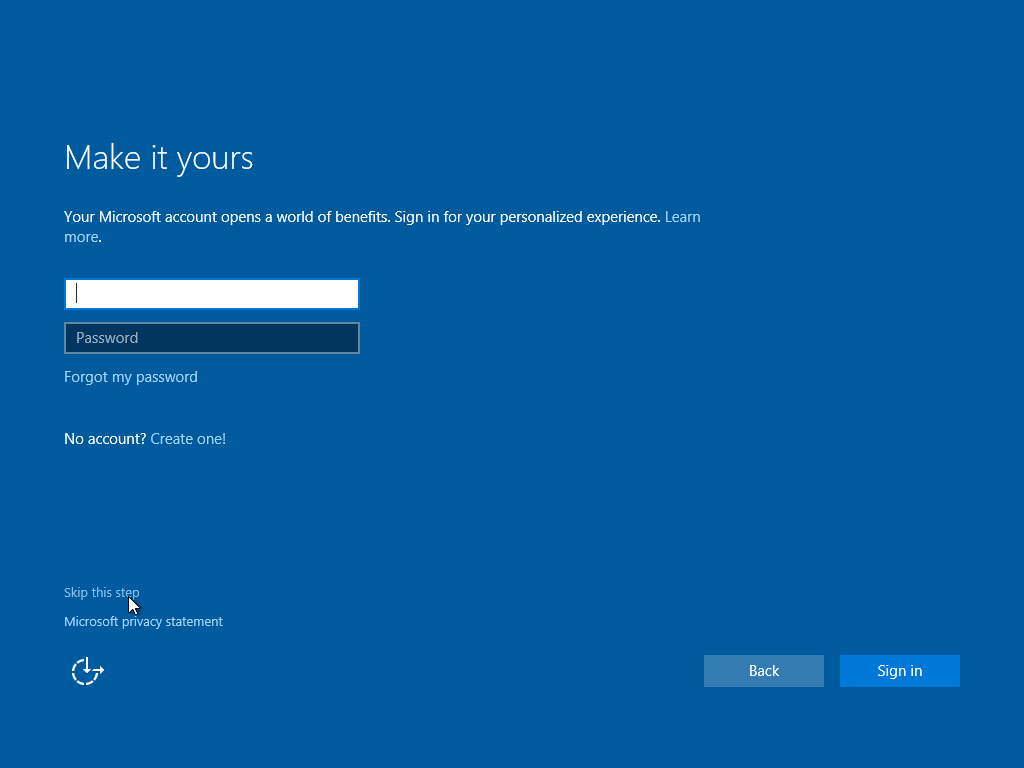 Make it yours
Your Microsoft account opens a world of benefits. Sign in for your personalized experience. Learn
more.
Password
Forgot my password
No account? Create one!
Skip this step
Microsoft privacy statement
Back
Sign in